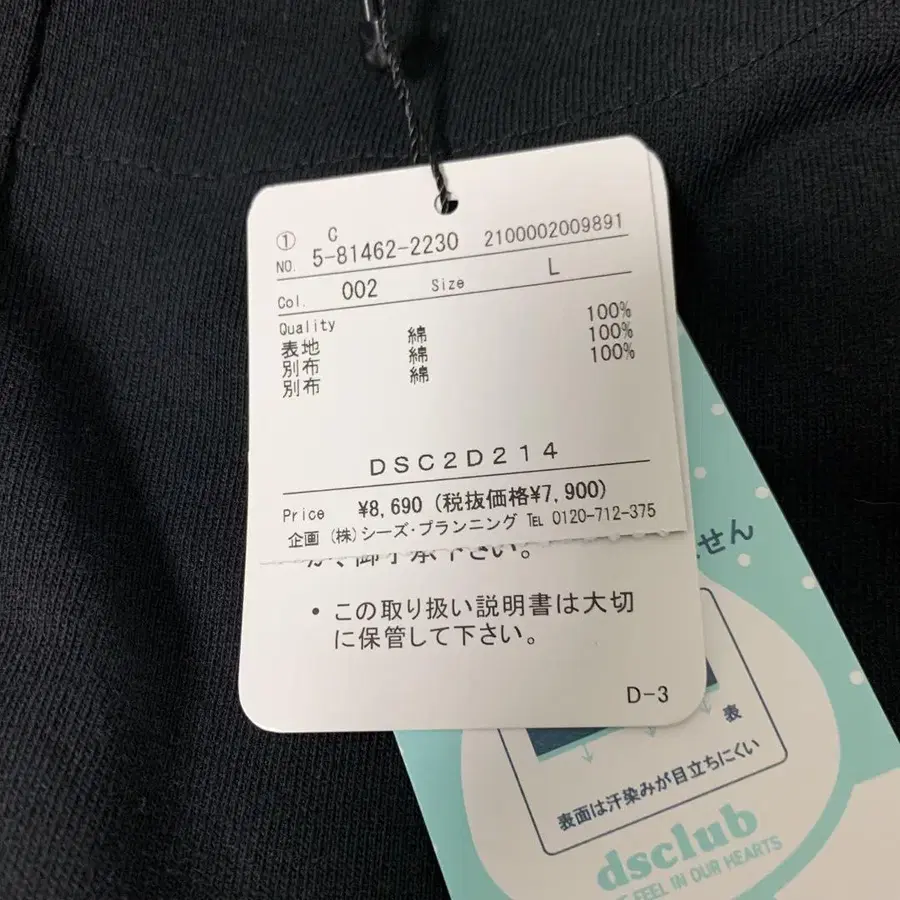 ① C
NO. 5-81462-2230 2100002009891
Col. 002 Size L
Quality
表地 綿 100%
別布 綿 100%
別布 綿 100%
DSC2D214
Price ¥8,690 (税抜価格¥7,900)
企画 (株)シーズ・プランニング ℡ 0120-712-375
・この取り扱い説明書は大切
に保管して下さい。
D-3
せん
表
表面は汗染みが目立ちにくい
dsclub
FEEL IN OUR HEARTS